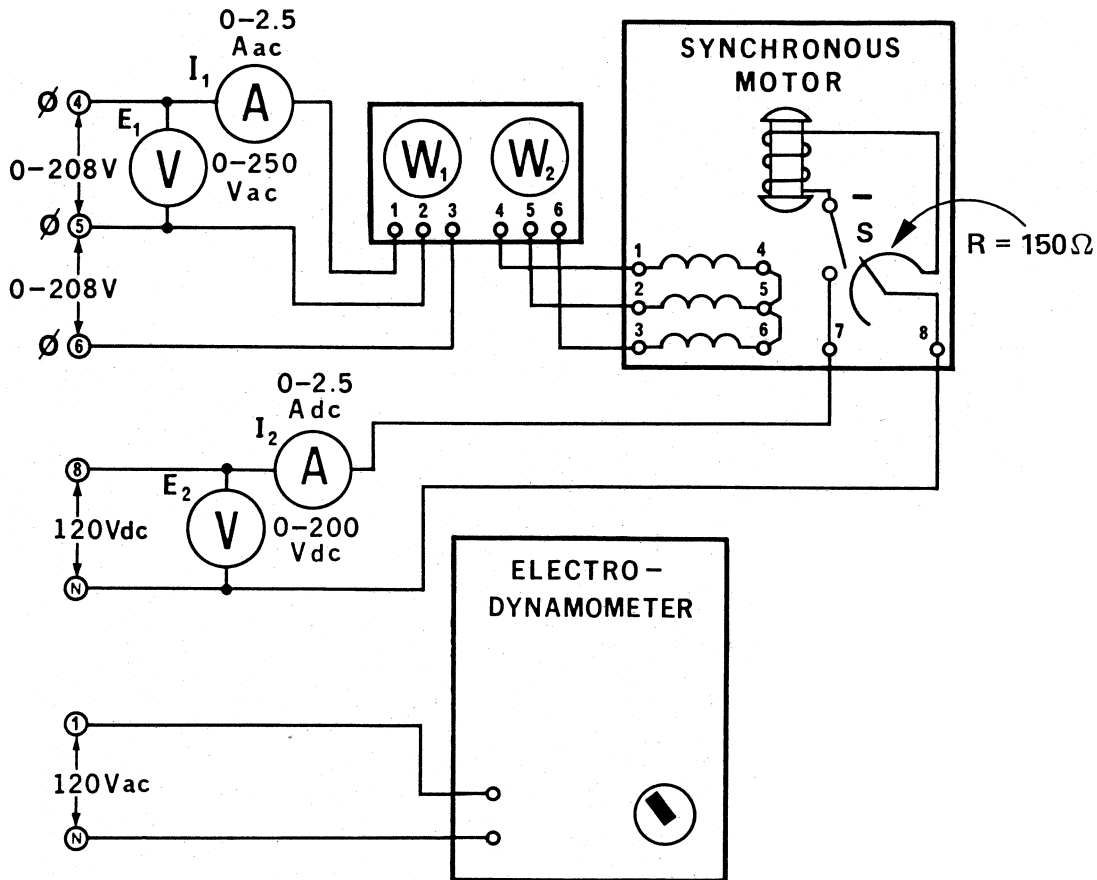 0-2.5
A ac
I1
A
Ø 4
E1
0-208V
V
0-250
Vac
Ø 5
0-208V
Ø 6
W1
W2
1 2 3 4 5 6
SYNCHRONOUS
MOTOR
–
S
R = 150Ω
1 4
2 5
3 6
7 8
0-2.5
A dc
I2
A
8
E2
120Vdc
V
0-200
Vdc
N
ELECTRO-
DYNAMOMETER
1
120Vac
N